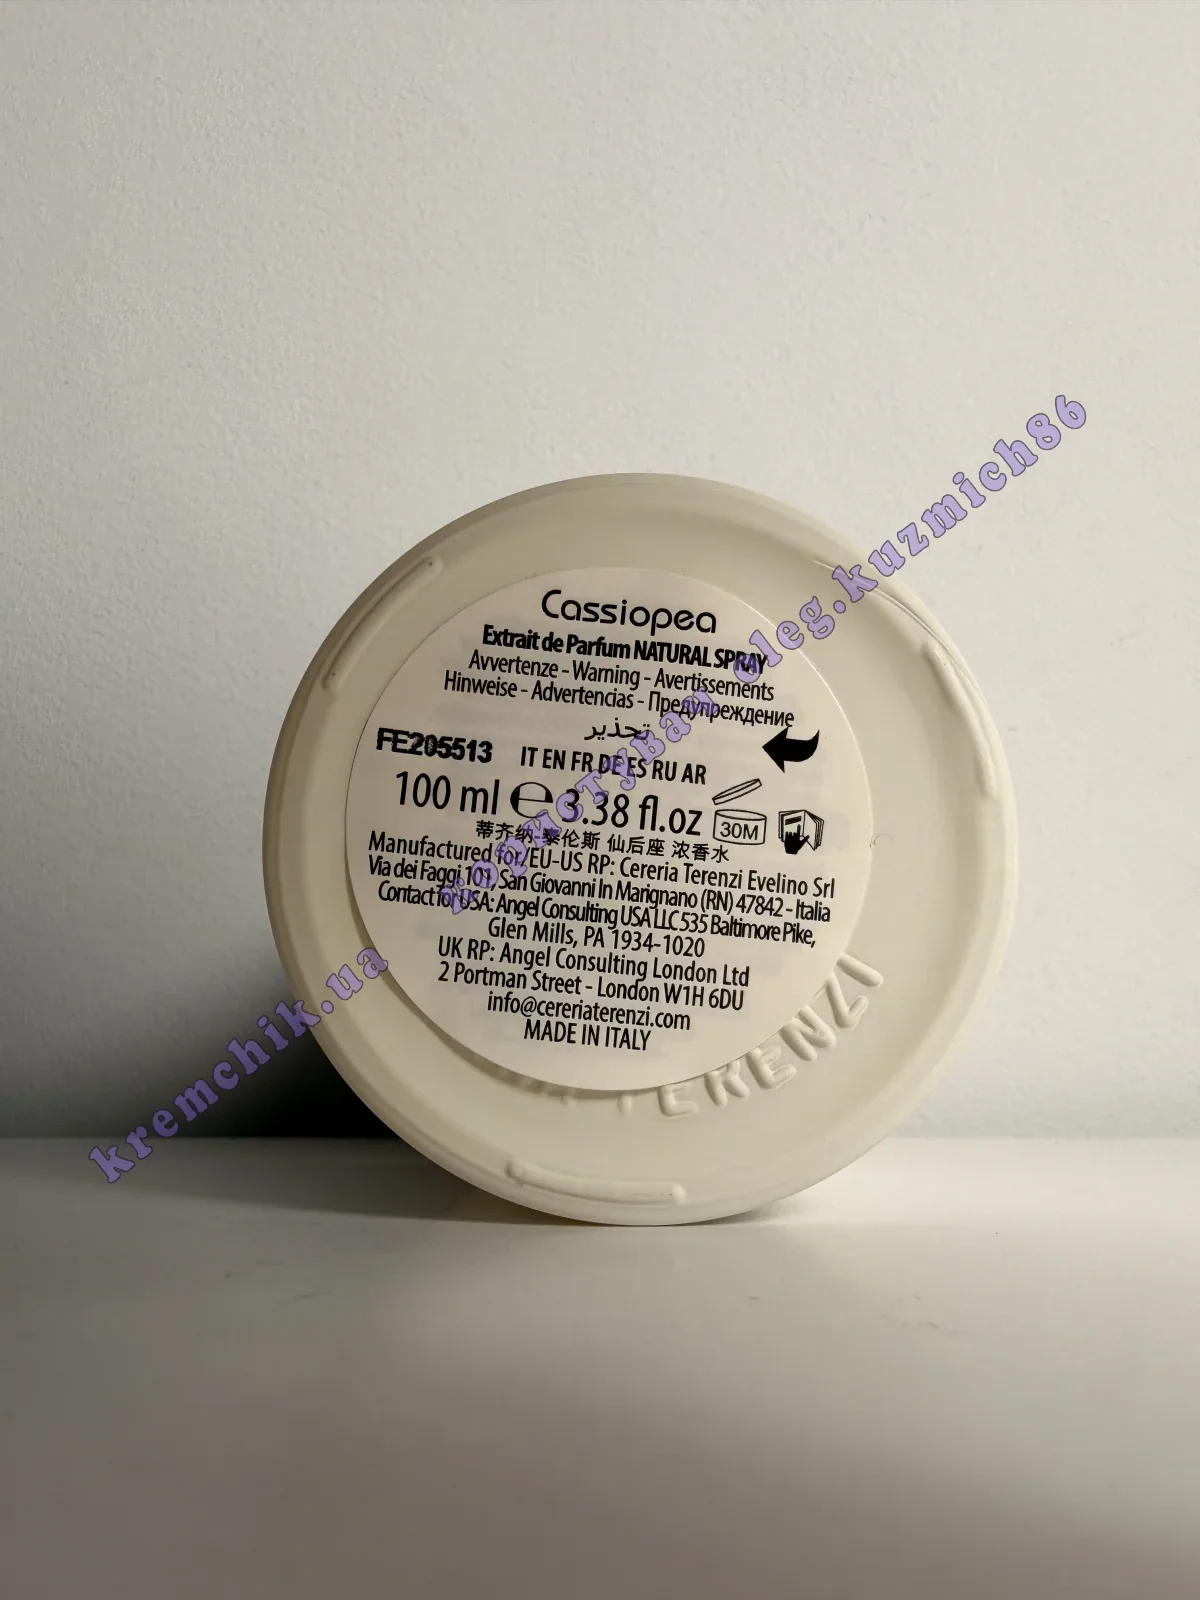 Cassiopea
Extrait de Parfum NATURAL SPRAY
Avvertenze - Warning - Avertissements
Hinweise - Advertencias - Предупреждение
تحذير
FE205513
IT EN FR DE ES RU AR
100 ml ℮ 3.38 fl.oz
30M
蒂齐纳-泰伦斯 仙后座 浓香水
Manufactured for/EU-US RP: Cereria Terenzi Evelino Srl
Via dei Faggi 101, San Giovanni In Marignano (RN) 47842 - Italia
Contact for USA: Angel Consulting USA LLC 535 Baltimore Pike,
Glen Mills, PA 1934-1020
UK RP: Angel Consulting London Ltd
2 Portman Street - London W1H 6DU
info@cereriaterenzi.com
MADE IN ITALY
TERENZI
kremchik.ua користувач oleg.kuzmich86